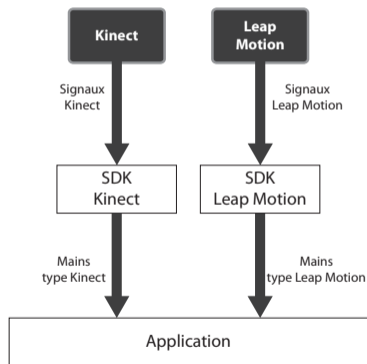 Kinect
Leap
Motion
Signaux
Kinect
Signaux
Leap Motion
SDK
Kinect
SDK
Leap Motion
Mains
type Kinect
Mains
type Leap Motion
Application